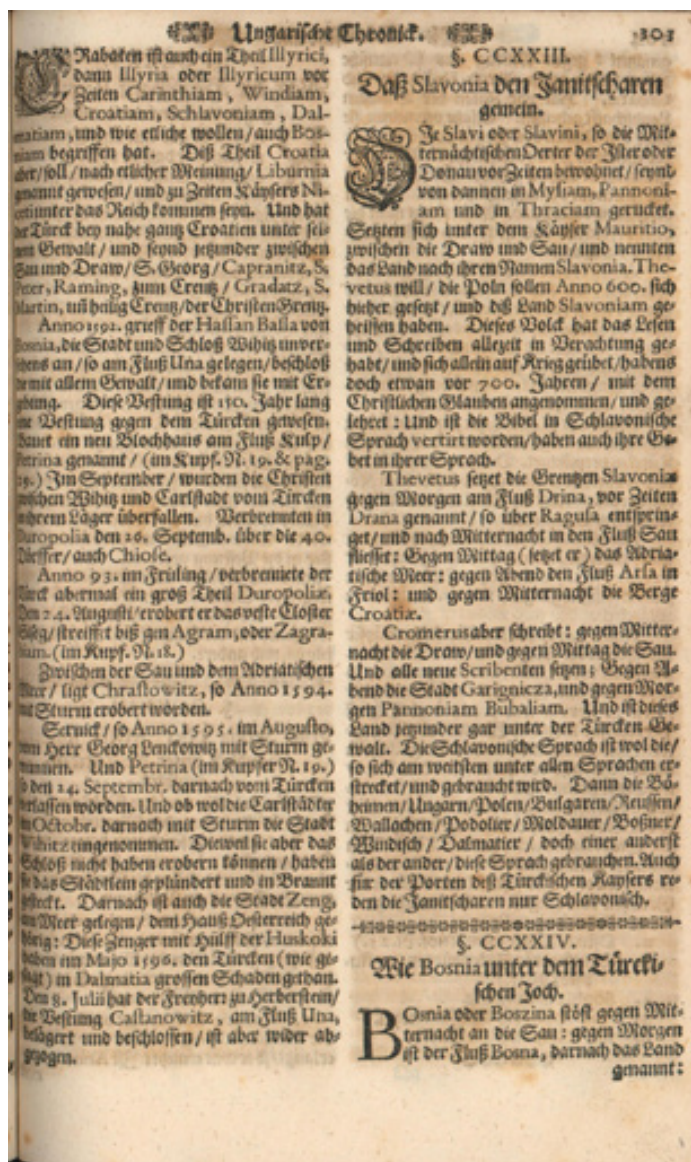 Ungarische Chronick. 303
CRabaten ist auch ein Theil Illyrici,
dann Illyria oder Illyricum vor
Zeiten Carinthiam, Windiam,
Croatiam, Schlavoniam, Dal-
matiam, und wie etliche wollen / auch Bos-
niam begriffen hat. Diß Theil Croatia
aber / soll / nach etlicher Meinung / Liburnia
genannt gewesen / und zu Zeiten Käysers Ni-
unter das Reich kommen seyn. Und hat
der Türck bey nahe gantz Croatien unter sei-
nem Gewalt / und seynd jetzunder zwischen
Sau und Draw / S. Georg / Capranitz, S.
Peter, Raming, zum Creutz / Gradatz, S.
Martin, uñ heilig Creutz / der Christen Grentz.
Anno 1592. grieff der Hassan Bassa von
Bosnia, die Stadt und Schloß Wihitz unver-
sehens an / so am Fluß Una gelegen / beschloß
sie mit allem Gewalt / und bekam sie mit Er-
gebung. Diese Vestung ist 150. Jahr lang
eine Vestung gegen dem Türcken gewesen.
Bauet ein neu Blochhaus am Fluß Kulp /
Petrina genannt / (im Kupf. N. 19. & pag.
Im September / wurden die Christen
zwischen Wihitz und Carlstadt vom Türcken
in ihrem Läger überfallen. Verbrennten in
Duropolia den 26. Septemb. über die 40.
Dörffer / auch Chiose.
Anno 93. im Früling / verbrennete der
Türck abermal ein groß Theil Duropoliæ.
Den 24. Augusti / erobert er das veste Closter
Siseg / streiffet biß gen Agram, oder Zagra-
biam. (im Kupf. N. 18.)
Zwischen der Sau und dem Adriatischen
Meer / ligt Chrastowitz, so Anno 1594.
mit Sturm erobert worden.
Sernick / so Anno 1595. im Augusto,
vom Herr Georg Lenckowitz mit Sturm ge-
wunnen. Und Petrina (im Kupfer N. 19.)
so den 24. Septembr. darnach vom Türcken
verlassen worden. Und ob wol die Carlstädter
im Octobr. darnach mit Sturm die Stadt
Wihitz eingenommen. Dieweil sie aber das
Schloß nicht haben erobern können / haben
sie das Städtlein geplündert und in Brannt
gesteckt. Darnach ist auch die Stadt Zeng,
am Meer gelegen / dem Hauß Oesterreich ge-
hörig: Diese Zenger mit Hülff der Huskoki
haben im Majo 1596. den Türcken (wie ge-
sagt) in Dalmatia grossen Schaden gethan.
Den 8. Julii hat der Freyherr zu Herberstein /
die Vestung Castanowitz, am Fluß Una,
belägert und beschlossen / ist aber wider ab-
gezogen.
§. CCXXIII.
Daß Slavonia den Janitscharen
gemein.
DJe Slavi oder Slavini, so die Mit-
ternächtischen Oerter der Jster oder
Donau vor Zeiten bewohnet / seynd
von dannen in Mysiam, Pannoni-
am und in Thraciam gerucket.
Setzten sich unter dem Käyser Mauritio,
zwischen die Draw und Sau / und nennten
das Land nach ihren Namen Slavonia. The-
vetus will / die Poln sollen Anno 600. sich
hieher gesetzt / und diß Land Slavoniam ge-
heissen haben. Dieses Volck hat das Lesen
und Schreiben allezeit in Verachtung ge-
habt / und sich allein auf Krieg geübet / habens
doch etwan vor 700. Jahren / mit dem
Christlichen Glauben angenommen / und ge-
lehret: Und ist die Bibel in Schlavonische
Sprach vertirt worden / haben auch ihre Ge-
bet in ihrer Sprach.
Thevetus setzet die Grentzen Slavoniæ
gegen Morgen am Fluß Drina, vor Zeiten
Drana genannt / so über Ragusa entsprin-
get / und nach Mitternacht in den Fluß Sau
fliesset: Gegen Mittag (setzet er) das Adria-
tische Meer: gegen Abend den Fluß Arsa in
Friol: und gegen Mitternacht die Berge
Croatiæ.
Cromerus aber schreibt: gegen Mitter-
nacht die Draw / und gegen Mittag die Sau.
Und alle neue Scribenten setzen; Gegen A-
bend die Stadt Garignicza, und gegen Mor-
gen Pannoniam Bubaliam. Und ist dieses
Land jetzunder gar unter der Türcken Ge-
walt. Die Schlavonische Sprach ist wol die /
so sich am weitsten unter allen Sprachen er-
strecket / und gebraucht wird. Dann die Bö-
heimen / Ungarn / Polen / Bulgaren / Reussen /
Wallachen / Podolier / Moldauer / Boßner /
Windisch / Dalmatier / doch einer anderst
als der ander / diese Sprach gebrauchen. Auch
für der Porten deß Türckischen Kaysers re-
den die Janitscharen nur Schlavonisch.
§. CCXXIV.
Wie Bosnia unter dem Türcki-
schen Joch.
BOsnia oder Boszina stöst gegen Mit-
ternacht an die Sau: gegen Morgen
ist der Fluß Bosna, darnach das Land
genannt: